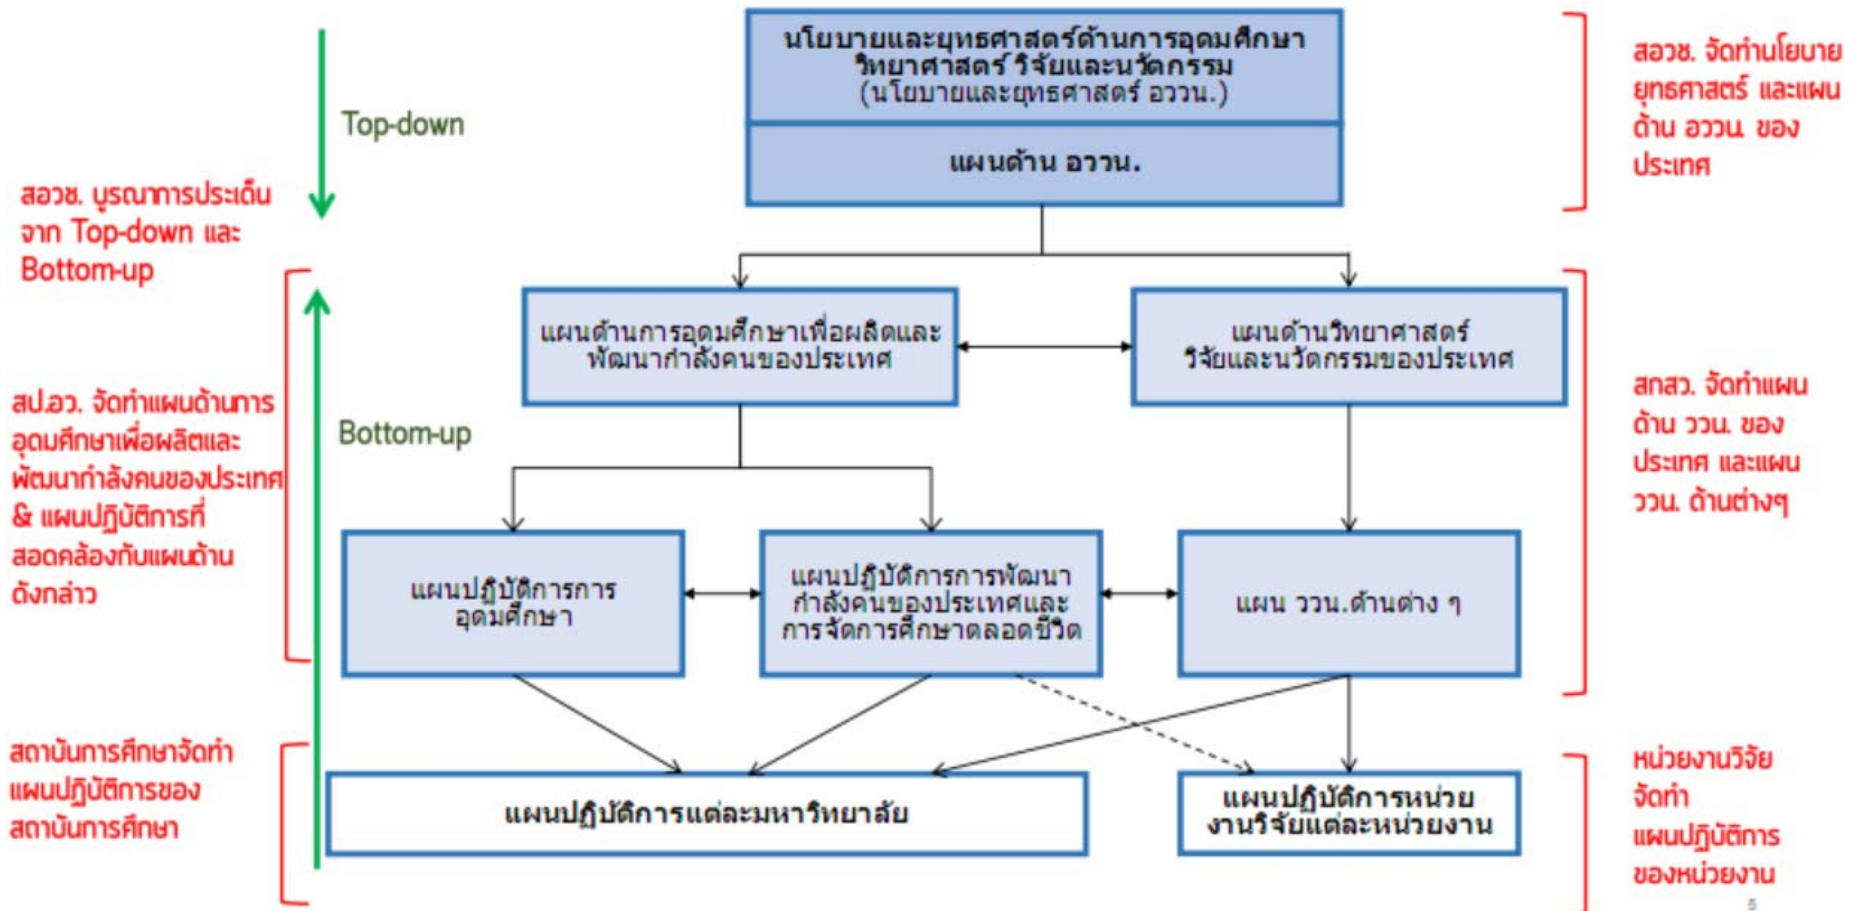 นโยบายและยุทธศาสตร์ด้านการอุดมศึกษา
วิทยาศาสตร์ วิจัยและนวัตกรรม
(นโยบายและยุทธศาสตร์ อววน.)
แผนด้าน อววน.
Top-down
สอวช. จัดทำนโยบาย
ยุทธศาสตร์ และแผน
ด้าน อววน. ของ
ประเทศ
สอวช. บูรณาการประเด็น
จาก Top-down และ
Bottom-up
แผนด้านการอุดมศึกษาเพื่อผลิตและ
พัฒนากำลังคนของประเทศ
แผนด้านวิทยาศาสตร์
วิจัยและนวัตกรรมของประเทศ
สป.อว. จัดทำแผนด้านการ
อุดมศึกษาเพื่อผลิตและ
พัฒนากำลังคนของประเทศ
& แผนปฏิบัติการที่
สอดคล้องกับแผนด้าน
ดังกล่าว
Bottom-up
สกสว. จัดทำแผน
ด้าน ววน. ของ
ประเทศ และแผน
ววน. ด้านต่างๆ
แผนปฏิบัติการการ
อุดมศึกษา
แผนปฏิบัติการการพัฒนา
กำลังคนของประเทศและ
การจัดการศึกษาตลอดชีวิต
แผน ววน.ด้านต่าง ๆ
สถาบันการศึกษาจัดทำ
แผนปฏิบัติการของ
สถาบันการศึกษา
แผนปฏิบัติการแต่ละมหาวิทยาลัย
แผนปฏิบัติการหน่วย
งานวิจัยแต่ละหน่วยงาน
หน่วยงานวิจัย
จัดทำ
แผนปฏิบัติการ
ของหน่วยงาน